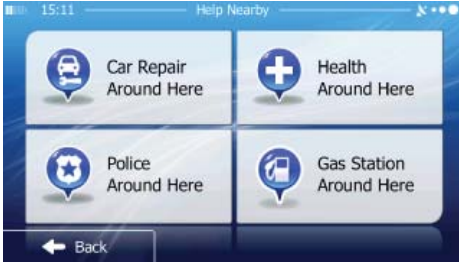 15:11 Help Nearby
Car Repair
Around Here
Health
Around Here
Police
Around Here
Gas Station
Around Here
Back